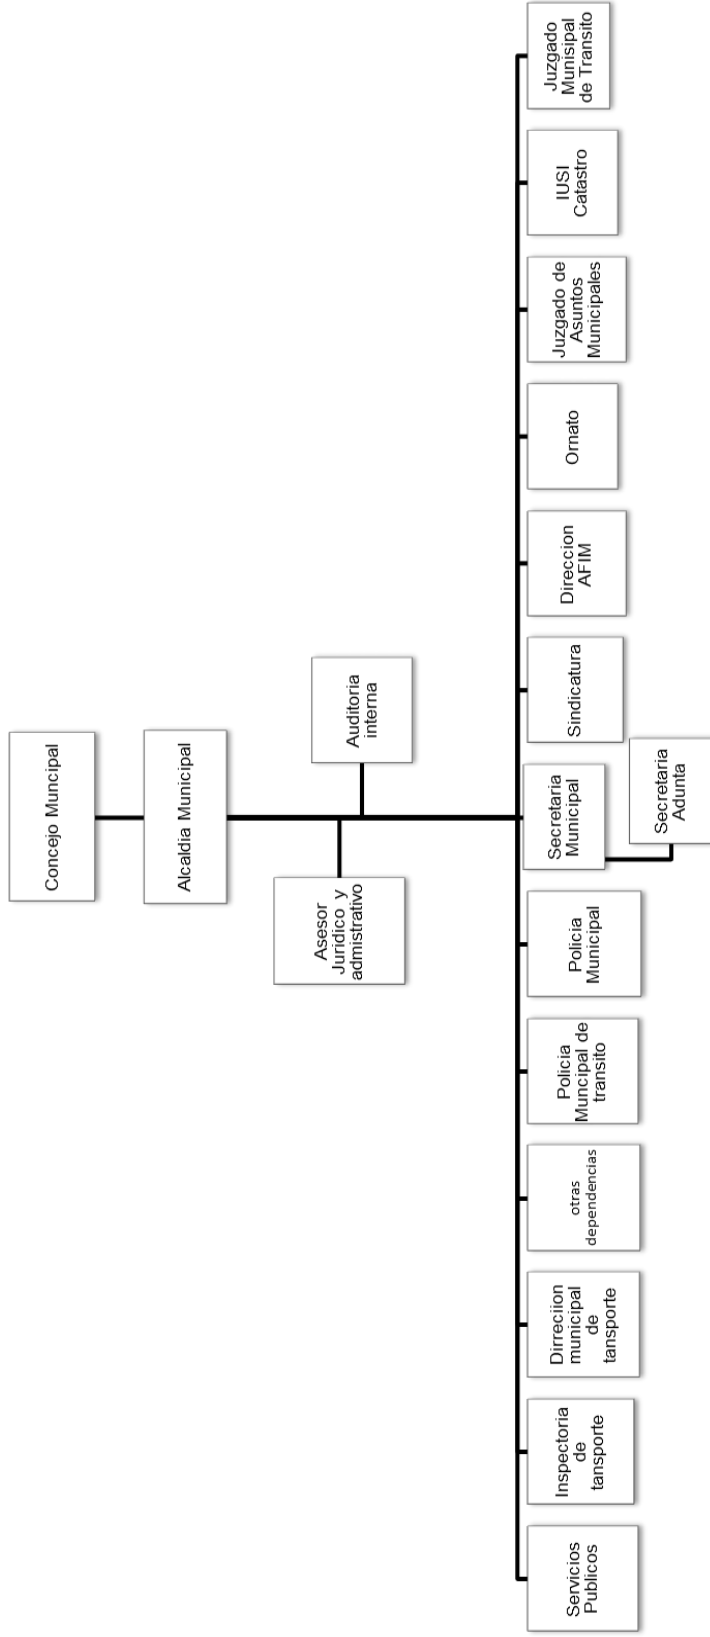 Concejo Muncipal
Alcaldia Municipal
Asesor
Juridico y
admistrativo
Auditoria
interna
Servicios
Publicos
Inspectoria
de
tansporte
Dirreciion
municipal
de
tansporte
otras
dependencias
Policia
Muncipal de
transito
Policia
Municipal
Secretaria
Municipal
Secretaria
Adunta
Sindicatura
Direccion
AFIM
Ornato
Juzgado de
Asuntos
Municipales
IUSI
Catastro
Juzgado
Munisipal
de Transito